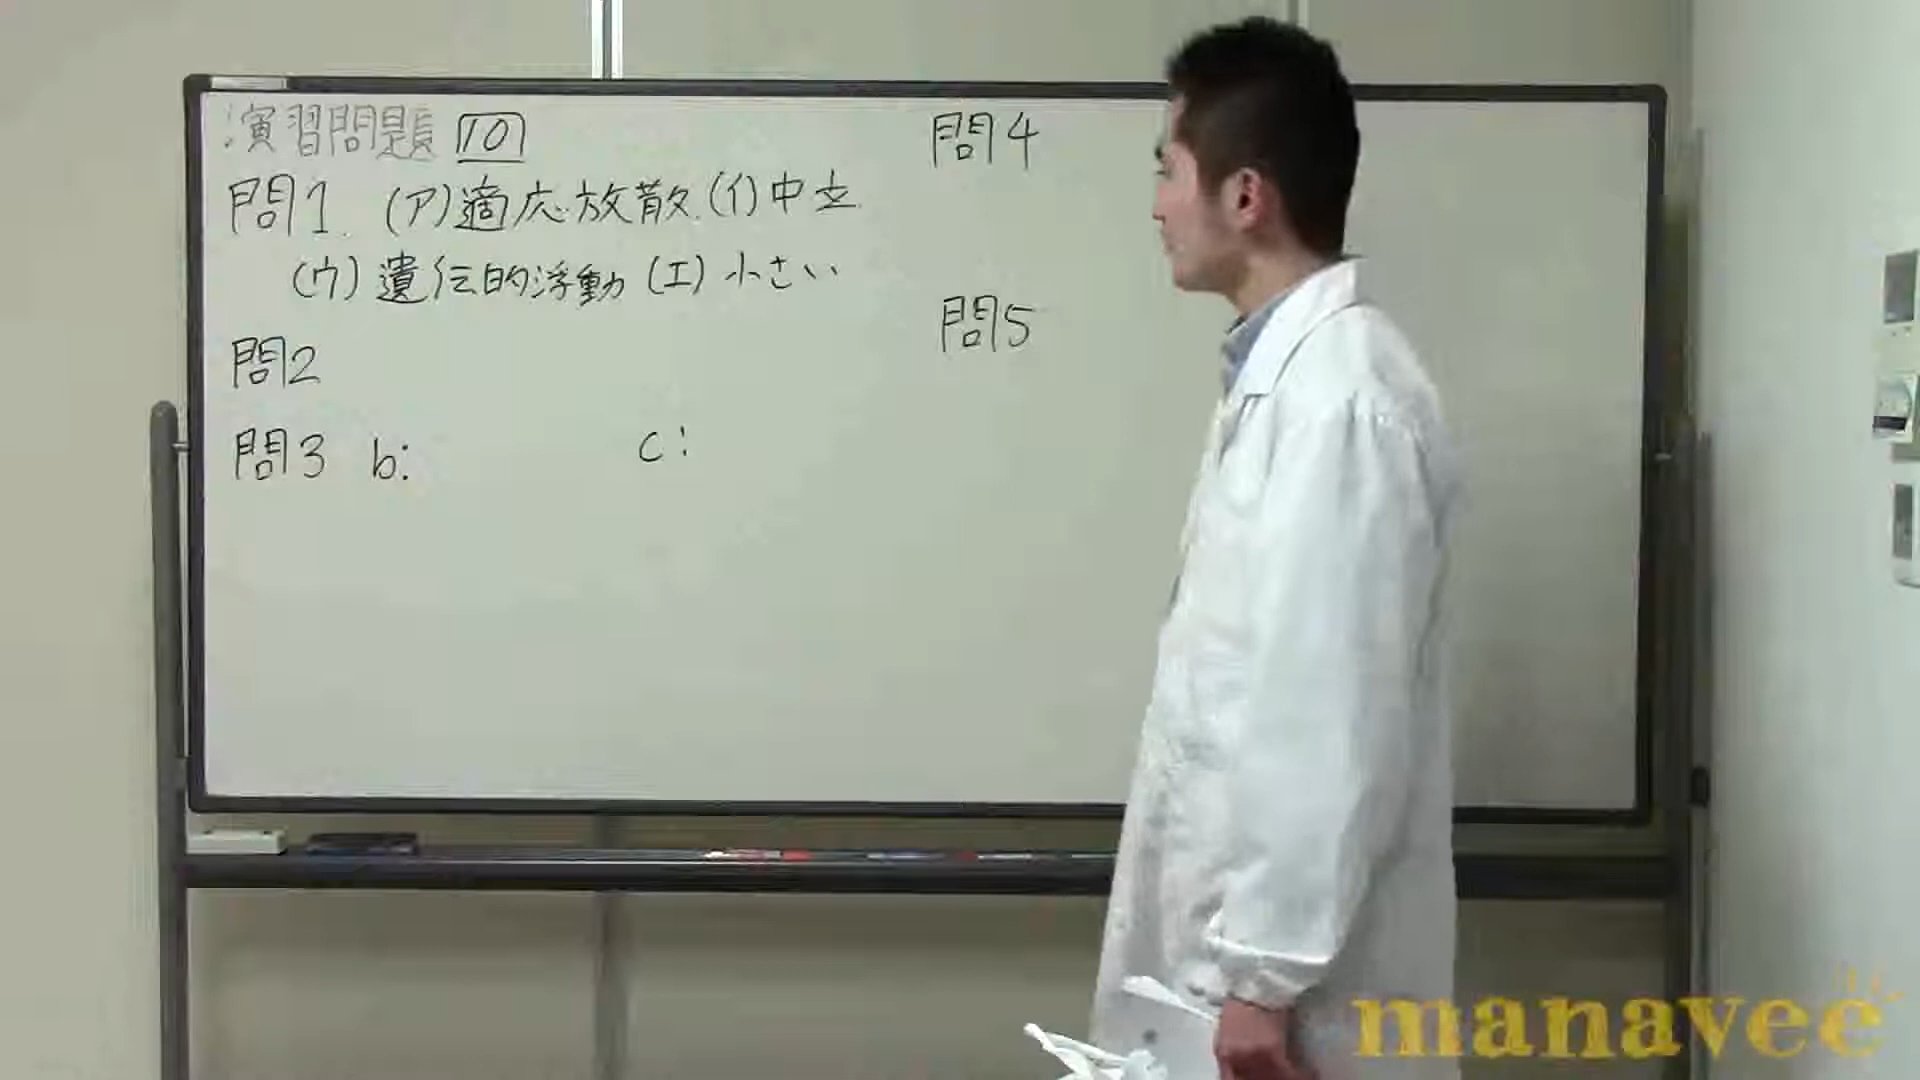 演習問題 10
問1. (ア)適応放散 (イ)中立
(ウ)遺伝的浮動 (エ)小さい
問2
問3 b: c:
問4
問5
manavee